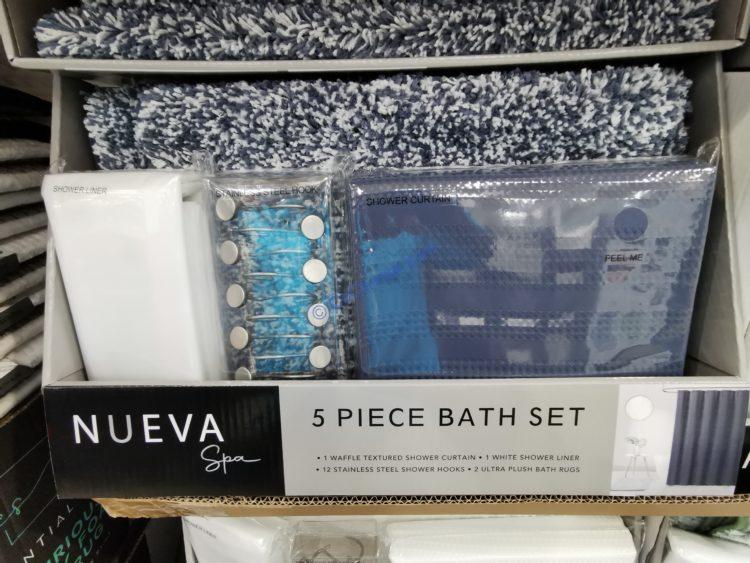 SHOWER LINER
STAINLESS STEEL HOOK
SHOWER CURTAIN
PEEL ME
NUEVA
Spa
5 PIECE BATH SET
• 1 WAFFLE TEXTURED SHOWER CURTAIN • 1 WHITE SHOWER LINER
• 12 STAINLESS STEEL SHOWER HOOKS • 2 ULTRA PLUSH BATH RUGS